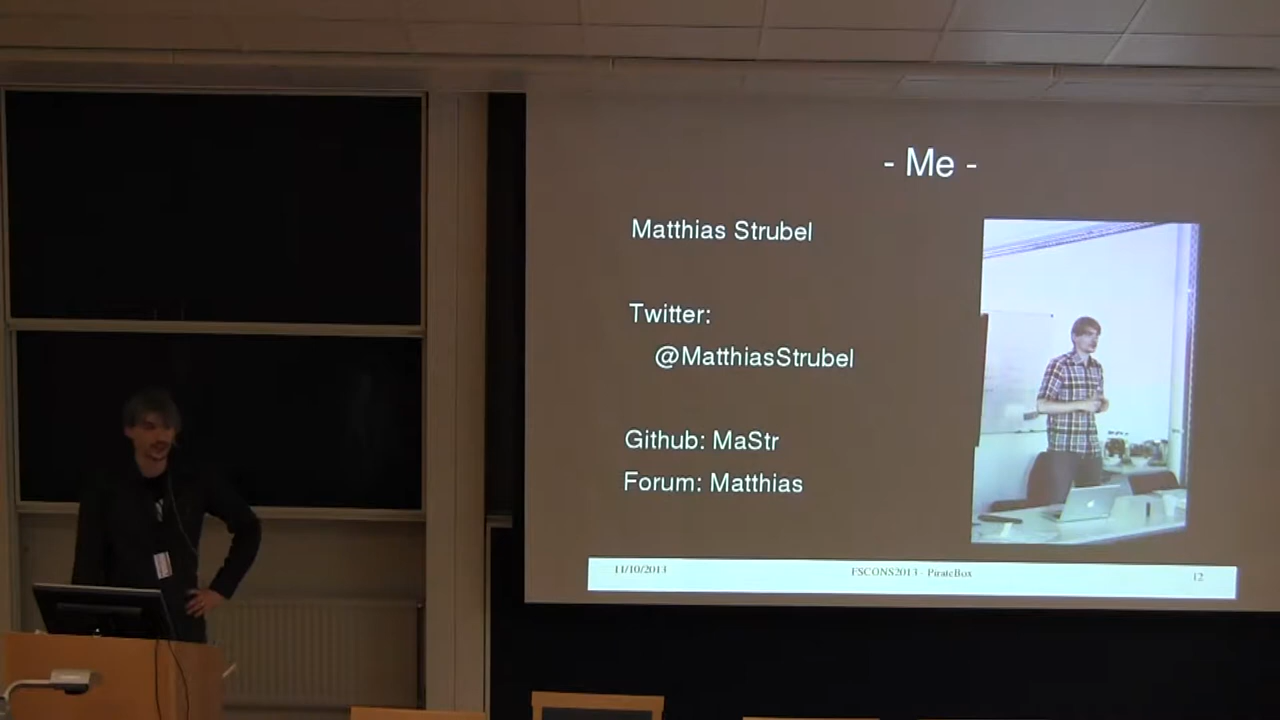 - Me -
Matthias Strubel
Twitter:
@MatthiasStrubel
Github: MaStr
Forum: Matthias
11/10/2013 FSCONS2013 - PirateBox 12